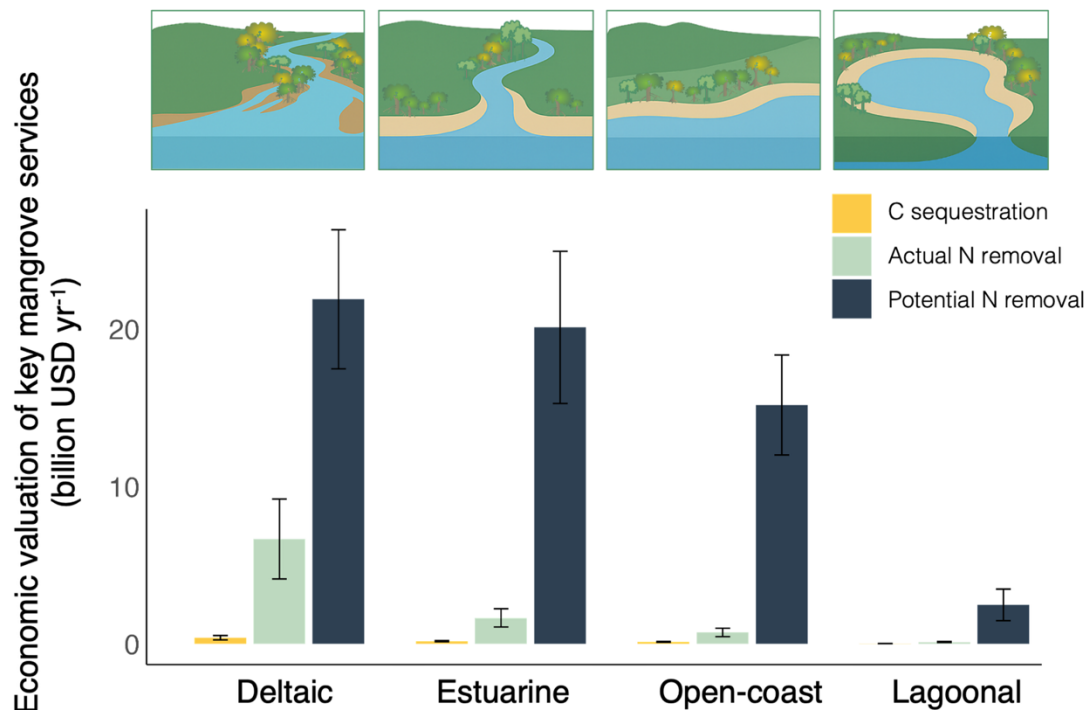 Economic valuation of key mangrove services
(billion USD yr⁻¹)
C sequestration
Actual N removal
Potential N removal
20
10
0
Deltaic
Estuarine
Open-coast
Lagoonal